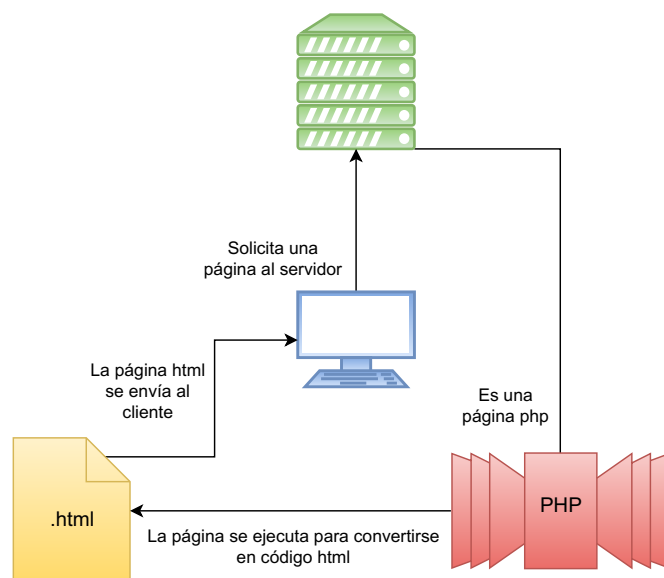 Solicita una
página al servidor
La página html
se envía al
cliente
Es una
página php
.html
PHP
La página se ejecuta para convertirse
en código html